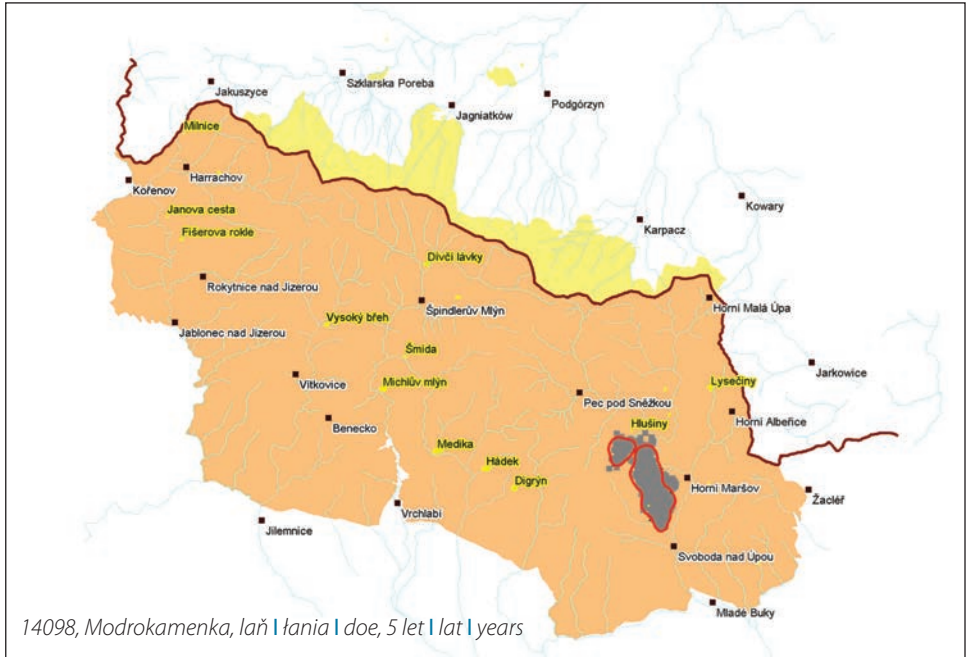 Szklarska Poreba
Jakuszyce
Podgórzyn
Jagniatków
Milnice
Harrachov
Kořenov
Kowary
Janova cesta
Karpacz
Fišerova rokle
Dívčí lávky
Rokytnice nad Jizerou
Špindlerův Mlýn
Horní Malá Úpa
Vysoký břeh
Jablonec nad Jizerou
Šmída
Jarkowice
Vítkovice
Michlův mlýn
Lysečiny
Pec pod Sněžkou
Horní Albeřice
Benecko
Hlušiny
Medika
Hádek
Horní Maršov
Digrýn
Žacléř
Vrchlabí
Jilemnice
Svoboda nad Úpou
Mladé Buky
14098, Modrokamenka, laň | łania | doe, 5 let | lat | years